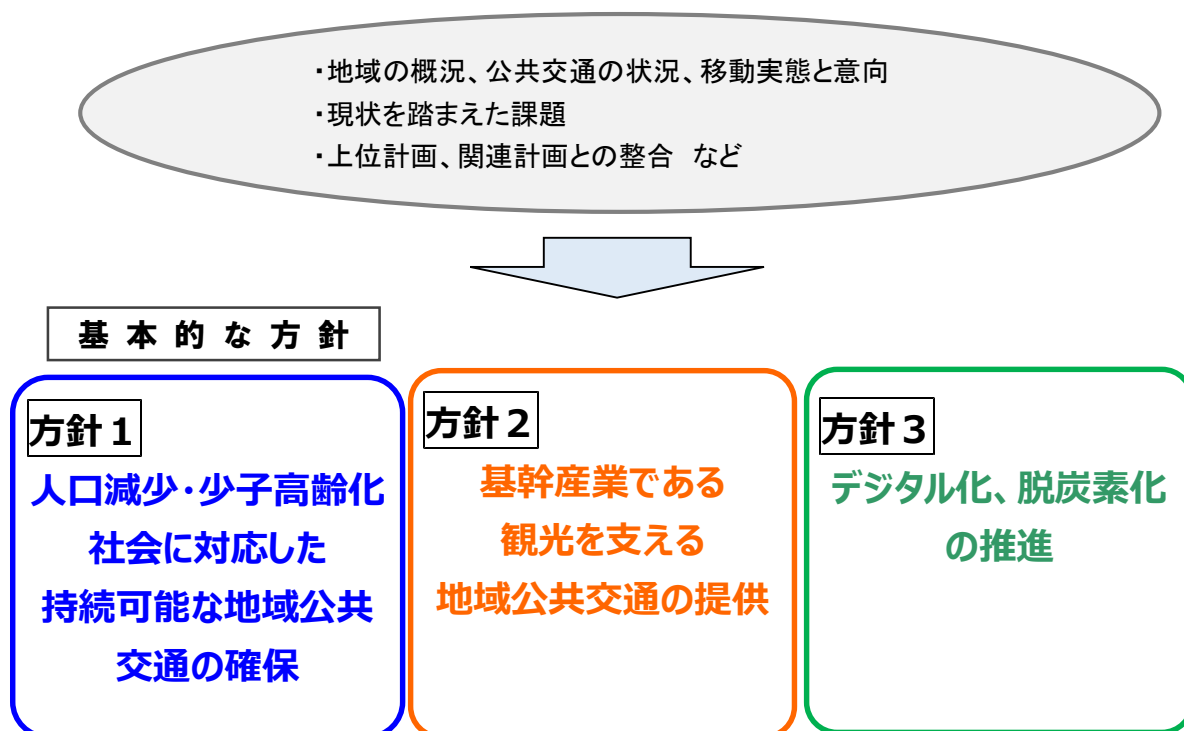 ・地域の概況、公共交通の状況、移動実態と意向
・現状を踏まえた課題
・上位計画、関連計画との整合　など
基本的な方針
方針１
人口減少・少子高齢化
社会に対応した
持続可能な地域公共
交通の確保
方針２
基幹産業である
観光を支える
地域公共交通の提供
方針３
デジタル化、脱炭素化
の推進